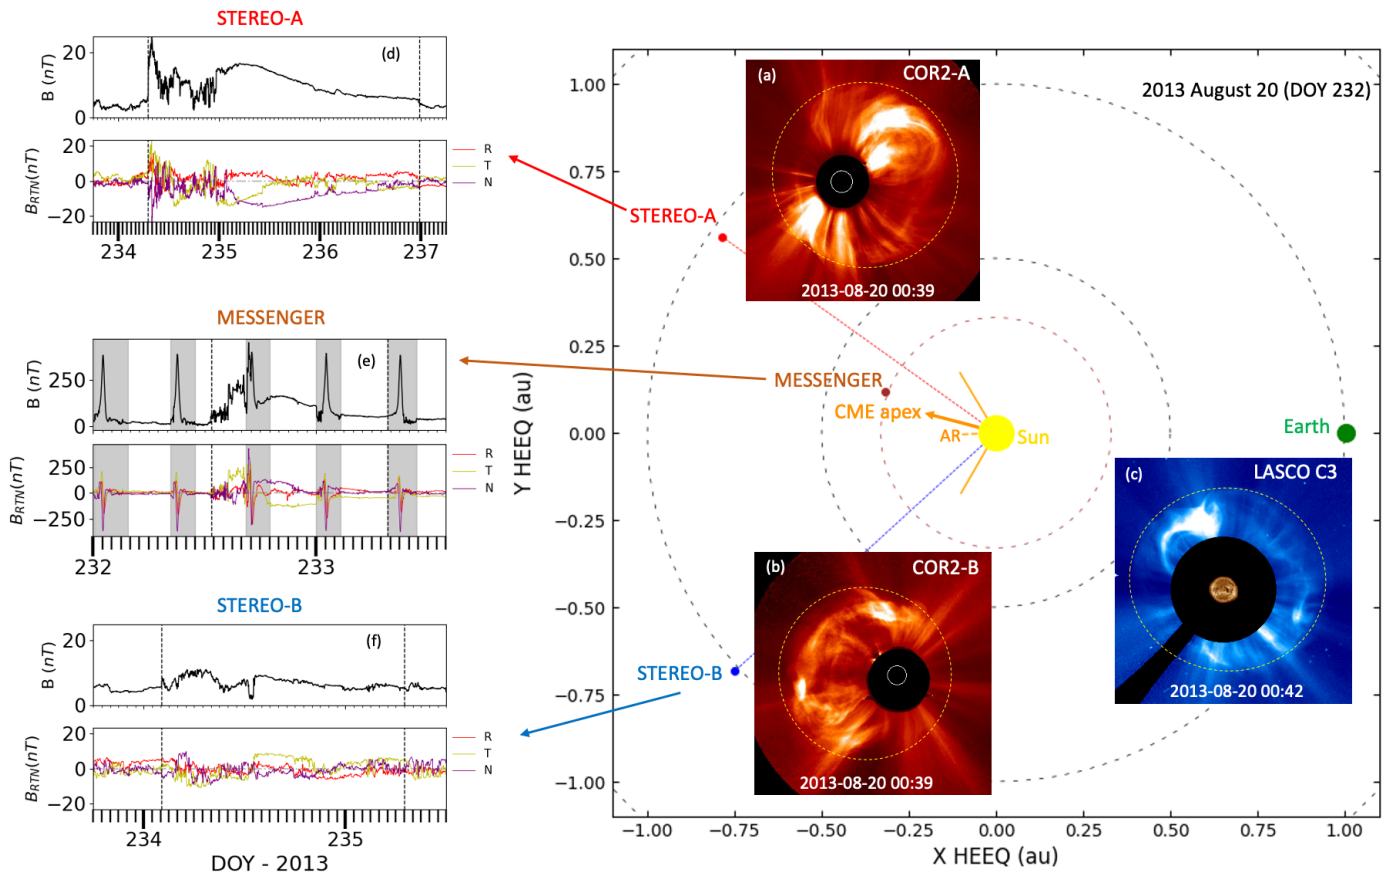 STEREO-A
(d)
B (nT)
20
0
B_RTN(nT)
20
0
−20
R
T
N
234
235
236
237
MESSENGER
(e)
B (nT)
250
0
B_RTN(nT)
250
0
−250
R
T
N
232
233
STEREO-B
(f)
B (nT)
20
0
B_RTN(nT)
20
0
−20
R
T
N
234
235
DOY - 2013
2013 August 20 (DOY 232)
(a)
COR2-A
2013-08-20 00:39
STEREO-A
MESSENGER
CME apex
AR
Sun
Earth
(c)
LASCO C3
2013-08-20 00:42
(b)
COR2-B
2013-08-20 00:39
STEREO-B
Y HEEQ (au)
1.00
0.75
0.50
0.25
0.00
−0.25
−0.50
−0.75
−1.00
−1.00
−0.75
−0.50
−0.25
0.00
0.25
0.50
0.75
1.00
X HEEQ (au)